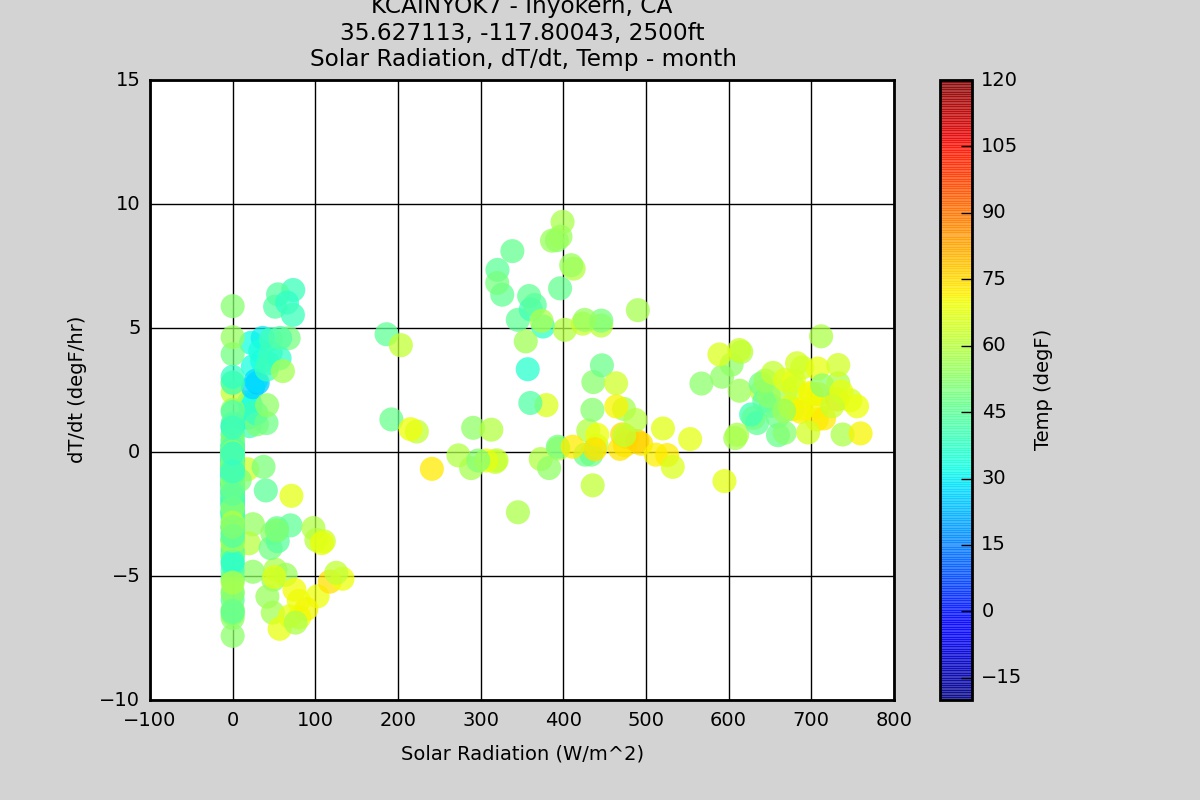 KCAINYOK7 - Inyokern, CA
35.627113, -117.80043, 2500ft
Solar Radiation, dT/dt, Temp - month
15
10
5
0
−5
−10
dT/dt (degF/hr)
−100 0 100 200 300 400 500 600 700 800
Solar Radiation (W/m^2)
120
105
90
75
60
45
30
15
0
−15
Temp (degF)